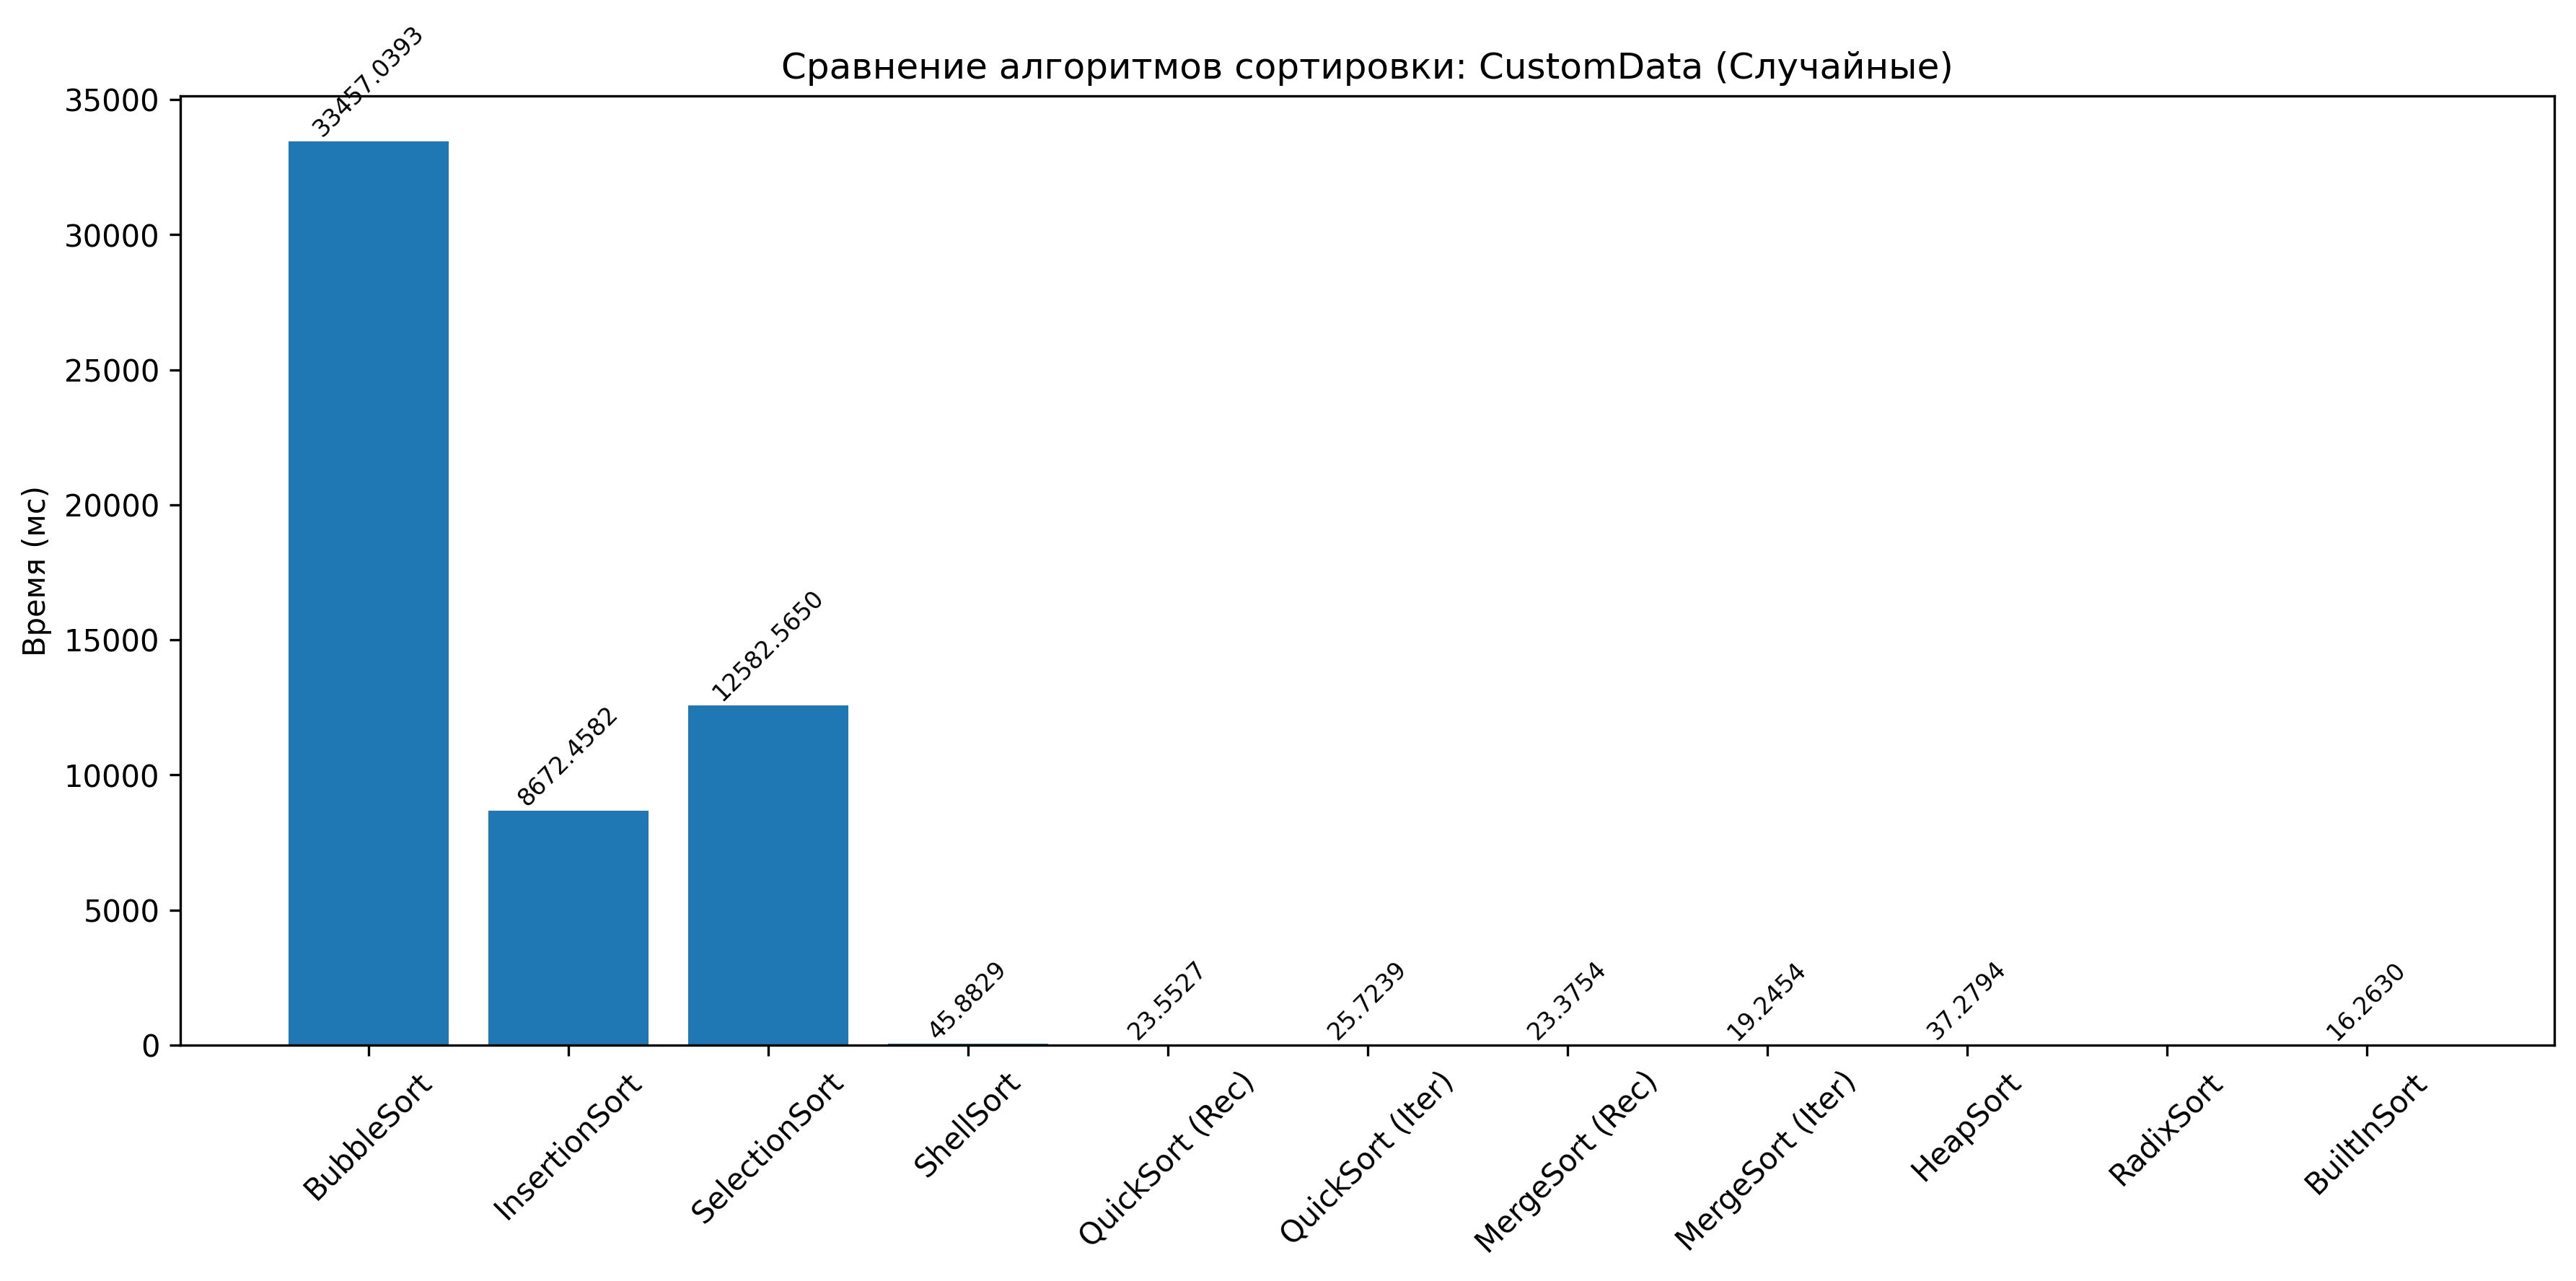 Сравнение алгоритмов сортировки: CustomData (Случайные)
Время (мс)
35000
30000
25000
20000
15000
10000
5000
0
33457.0393
8672.4582
12582.5650
45.8829
23.5527
25.7239
23.3754
19.2454
37.2794
16.2630
BubbleSort
InsertionSort
SelectionSort
ShellSort
QuickSort (Rec)
QuickSort (Iter)
MergeSort (Rec)
MergeSort (Iter)
HeapSort
RadixSort
BuiltInSort